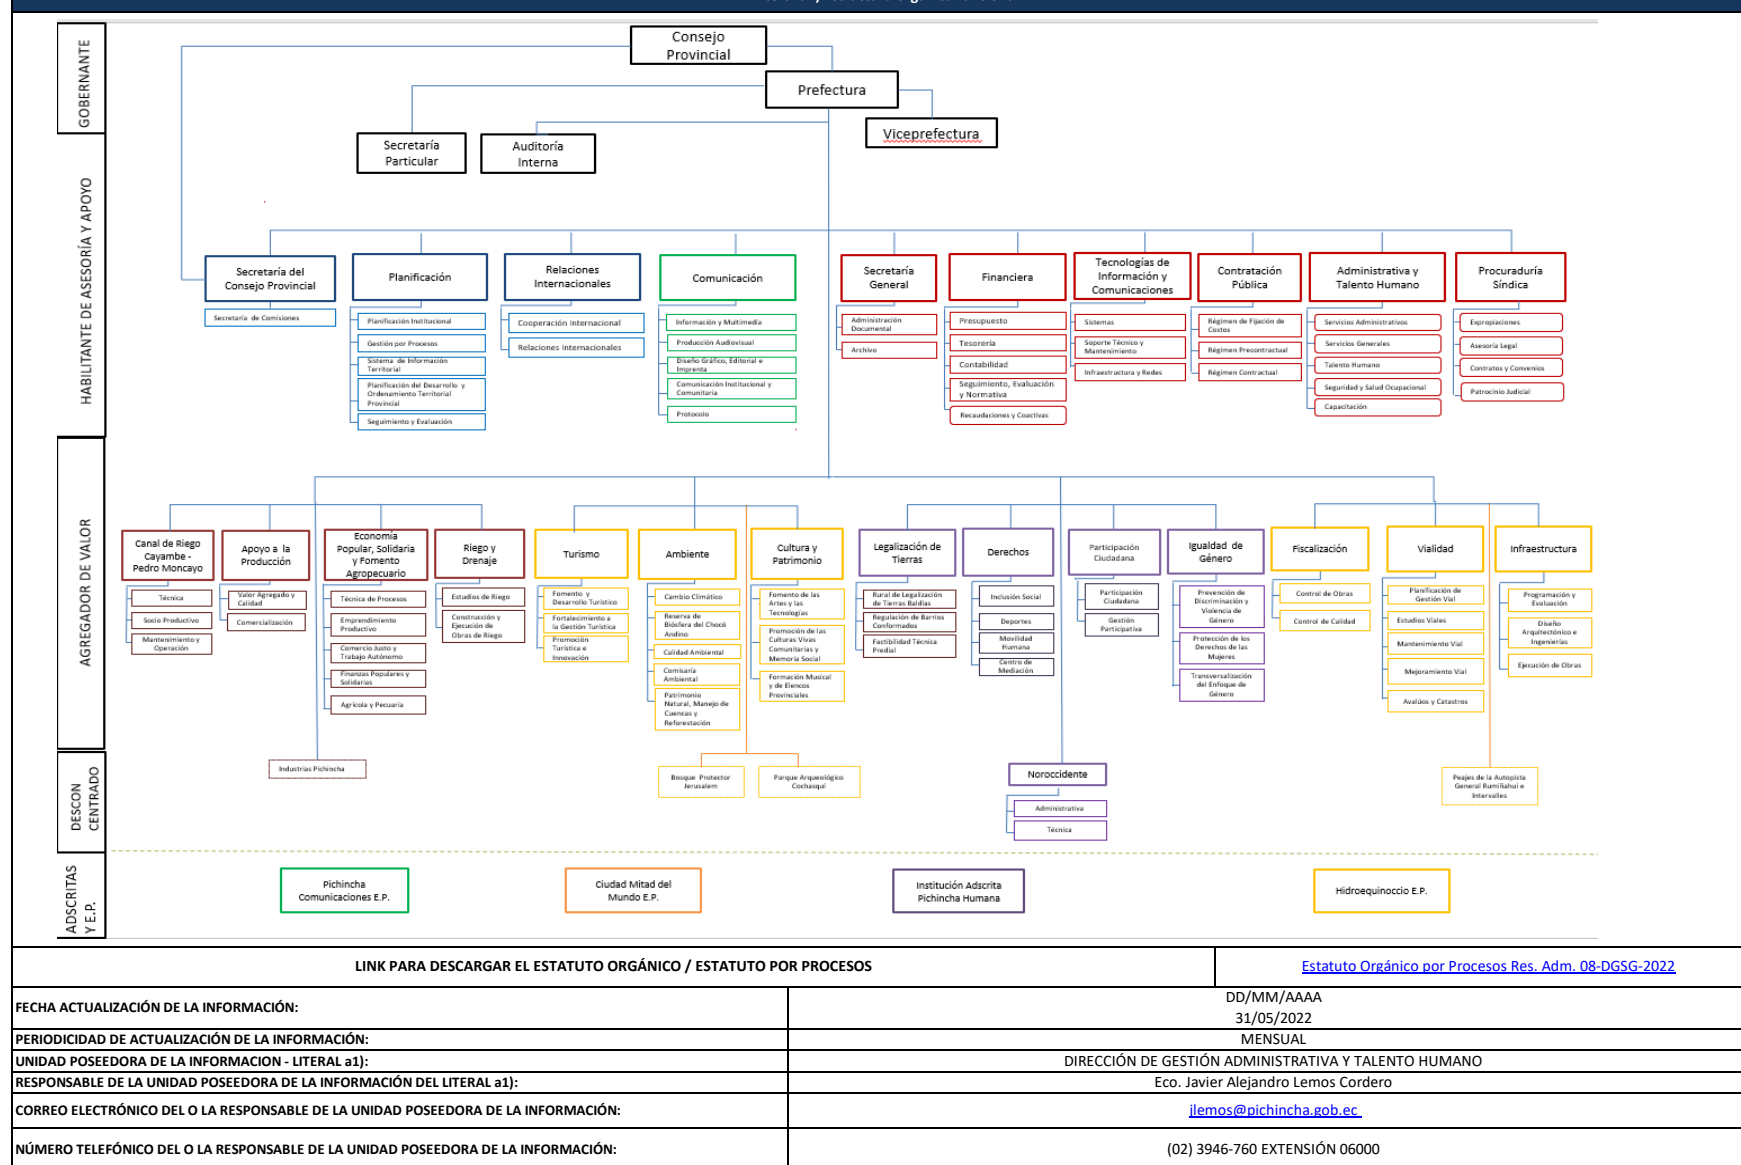 GOBERNANTE
Consejo
Provincial
Prefectura
Viceprefectura
Secretaría
Particular
Auditoría
Interna
HABILITANTE DE ASESORÍA Y APOYO
Secretaría del
Consejo Provincial
Secretaría de Comisiones
Planificación
Planificación Institucional
Gestión por Procesos
Sistema de Información
Territorial
Planificación del Desarrollo y
Ordenamiento Territorial
Provincial
Seguimiento y Evaluación
Relaciones
Internacionales
Cooperación Internacional
Relaciones Internacionales
Comunicación
Información y Multimedia
Producción Audiovisual
Diseño Gráfico, Editorial e
Imprenta
Comunicación Institucional y
Comunitaria
Protocolo
Secretaría
General
Administración
Documental
Archivo
Financiera
Presupuesto
Tesorería
Contabilidad
Seguimiento, Evaluación
y Normativa
Recaudaciones y Coactivas
Tecnologías de
Información y
Comunicaciones
Sistemas
Soporte Técnico y
Mantenimiento
Infraestructura y Redes
Contratación
Pública
Régimen de Fijación de
Costos
Régimen Precontractual
Régimen Contractual
Administrativa y
Talento Humano
Servicios Administrativos
Servicios Generales
Talento Humano
Seguridad y Salud Ocupacional
Capacitación
Procuraduría
Síndica
Expropiaciones
Asesoría Legal
Contratos y Convenios
Patrocinio Judicial
AGREGADOR DE VALOR
Canal de Riego
Cayambe -
Pedro Moncayo
Técnica
Socio Productivo
Mantenimiento y
Operación
Apoyo a la
Producción
Valor Agregado y
Calidad
Comercialización
Economía
Popular, Solidaria
y Fomento
Agropecuario
Técnica de Procesos
Emprendimiento
Productivo
Comercio Justo y
Trabajo Autónomo
Finanzas Populares y
Solidarias
Agrícola y Pecuaria
Riego y
Drenaje
Estudios de Riego
Construcción y
Ejecución de
Obras de Riego
Turismo
Fomento y
Desarrollo Turístico
Fortalecimiento a
la Gestión Turística
Promoción
Turística e
Innovación
Ambiente
Cambio Climático
Reserva de
Biósfera del Chocó
Andino
Calidad Ambiental
Comisaría
Ambiental
Patrimonio
Natural, Manejo de
Cuencas y
Reforestación
Cultura y
Patrimonio
Fomento de las
Artes y las
Tecnologías
Promoción de las
Culturas Vivas
Comunitarias y
Memoria Social
Formación Musical
y de Elencos
Provinciales
Legalización de
Tierras
Rural de Legalización
de Tierras Baldías
Regulación de Barrios
Conformados
Factibilidad Técnica
Predial
Derechos
Inclusión Social
Deportes
Movilidad
Humana
Centro de
Mediación
Participación
Ciudadana
Participación
Ciudadana
Gestión
Participativa
Igualdad de
Género
Prevención de
Discriminación y
Violencia de
Género
Protección de los
Derechos de las
Mujeres
Transversalización
del Enfoque de
Género
Fiscalización
Control de Obras
Control de Calidad
Vialidad
Planificación de
Gestión Vial
Estudios Viales
Mantenimiento Vial
Mejoramiento Vial
Avalúos y Catastros
Infraestructura
Programación y
Evaluación
Diseño
Arquitectónico e
Ingenierías
Ejecución de Obras
DESCON
CENTRADO
Industrias Pichincha
Bosque Protector
Jerusalem
Parque Arqueológico
Cochasquí
Noroccidente
Administrativa
Técnica
Peajes de la Autopista
General Rumiñahui e
Intervalles
ADSCRITAS
Y E.P.
Pichincha
Comunicaciones E.P.
Ciudad Mitad del
Mundo E.P.
Institución Adscrita
Pichincha Humana
Hidroequinoccio E.P.
LINK PARA DESCARGAR EL ESTATUTO ORGÁNICO / ESTATUTO POR PROCESOS
Estatuto Orgánico por Procesos Res. Adm. 08-DGSG-2022
FECHA ACTUALIZACIÓN DE LA INFORMACIÓN:
DD/MM/AAAA
31/05/2022
PERIODICIDAD DE ACTUALIZACIÓN DE LA INFORMACIÓN:
MENSUAL
UNIDAD POSEEDORA DE LA INFORMACION - LITERAL a1):
DIRECCIÓN DE GESTIÓN ADMINISTRATIVA Y TALENTO HUMANO
RESPONSABLE DE LA UNIDAD POSEEDORA DE LA INFORMACIÓN DEL LITERAL a1):
Eco. Javier Alejandro Lemos Cordero
CORREO ELECTRÓNICO DEL O LA RESPONSABLE DE LA UNIDAD POSEEDORA DE LA INFORMACIÓN:
jlemos@pichincha.gob.ec
NÚMERO TELEFÓNICO DEL O LA RESPONSABLE DE LA UNIDAD POSEEDORA DE LA INFORMACIÓN:
(02) 3946-760 EXTENSIÓN 06000